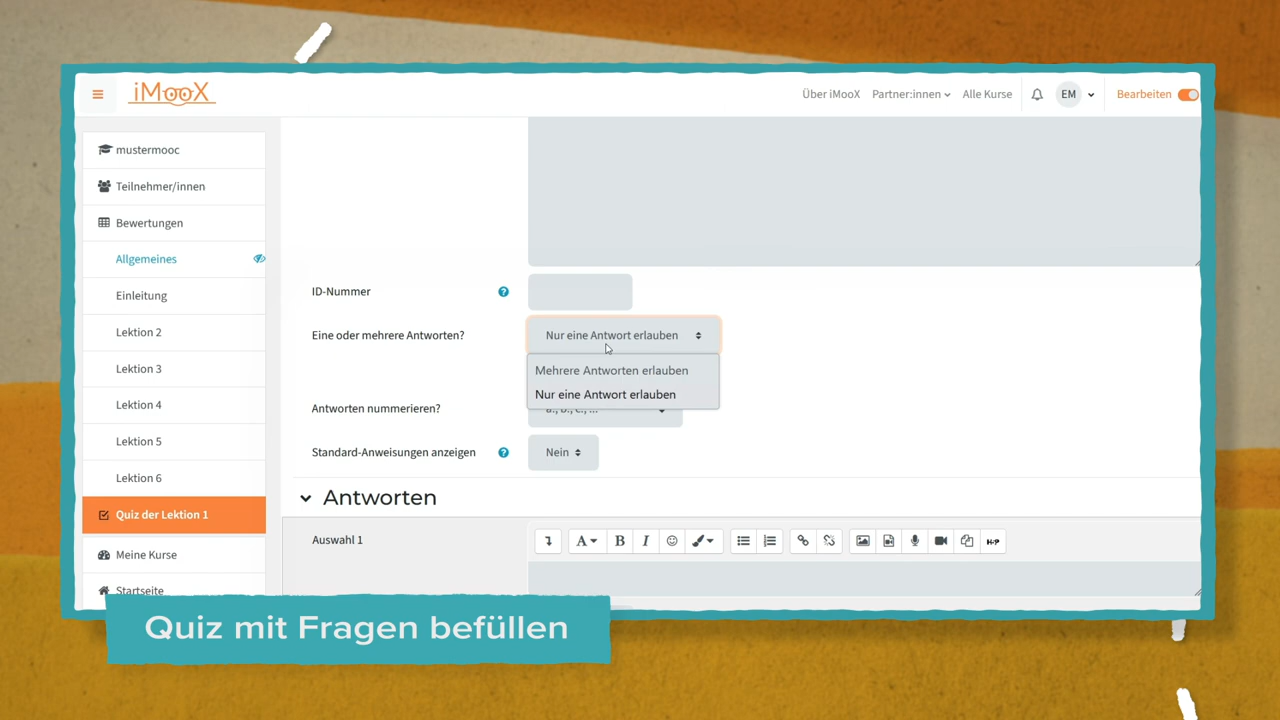 iMooX
Über iMooX
Partner:innen
Alle Kurse
EM
Bearbeiten
mustermooc
Teilnehmer/innen
Bewertungen
Allgemeines
Einleitung
Lektion 2
Lektion 3
Lektion 4
Lektion 5
Lektion 6
Quiz der Lektion 1
Meine Kurse
Startseite
ID-Nummer
Eine oder mehrere Antworten?
Nur eine Antwort erlauben
Mehrere Antworten erlauben
Nur eine Antwort erlauben
Antworten nummerieren?
a., b., c., ...
Standard-Anweisungen anzeigen
Nein
Antworten
Auswahl 1
A
B
I
H-P
Quiz mit Fragen befüllen